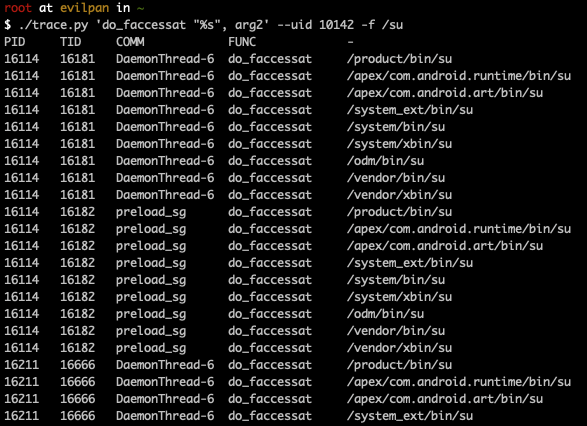 root at evilpan in ~
$ ./trace.py 'do_faccessat "%s", arg2' --uid 10142 -f /su
PID TID COMM FUNC -
16114 16181 DaemonThread-6 do_faccessat /product/bin/su
16114 16181 DaemonThread-6 do_faccessat /apex/com.android.runtime/bin/su
16114 16181 DaemonThread-6 do_faccessat /apex/com.android.art/bin/su
16114 16181 DaemonThread-6 do_faccessat /system_ext/bin/su
16114 16181 DaemonThread-6 do_faccessat /system/bin/su
16114 16181 DaemonThread-6 do_faccessat /system/xbin/su
16114 16181 DaemonThread-6 do_faccessat /odm/bin/su
16114 16181 DaemonThread-6 do_faccessat /vendor/bin/su
16114 16181 DaemonThread-6 do_faccessat /vendor/xbin/su
16114 16182 preload_sg do_faccessat /product/bin/su
16114 16182 preload_sg do_faccessat /apex/com.android.runtime/bin/su
16114 16182 preload_sg do_faccessat /apex/com.android.art/bin/su
16114 16182 preload_sg do_faccessat /system_ext/bin/su
16114 16182 preload_sg do_faccessat /system/bin/su
16114 16182 preload_sg do_faccessat /system/xbin/su
16114 16182 preload_sg do_faccessat /odm/bin/su
16114 16182 preload_sg do_faccessat /vendor/bin/su
16114 16182 preload_sg do_faccessat /vendor/xbin/su
16211 16666 DaemonThread-6 do_faccessat /product/bin/su
16211 16666 DaemonThread-6 do_faccessat /apex/com.android.runtime/bin/su
16211 16666 DaemonThread-6 do_faccessat /apex/com.android.art/bin/su
16211 16666 DaemonThread-6 do_faccessat /system_ext/bin/su